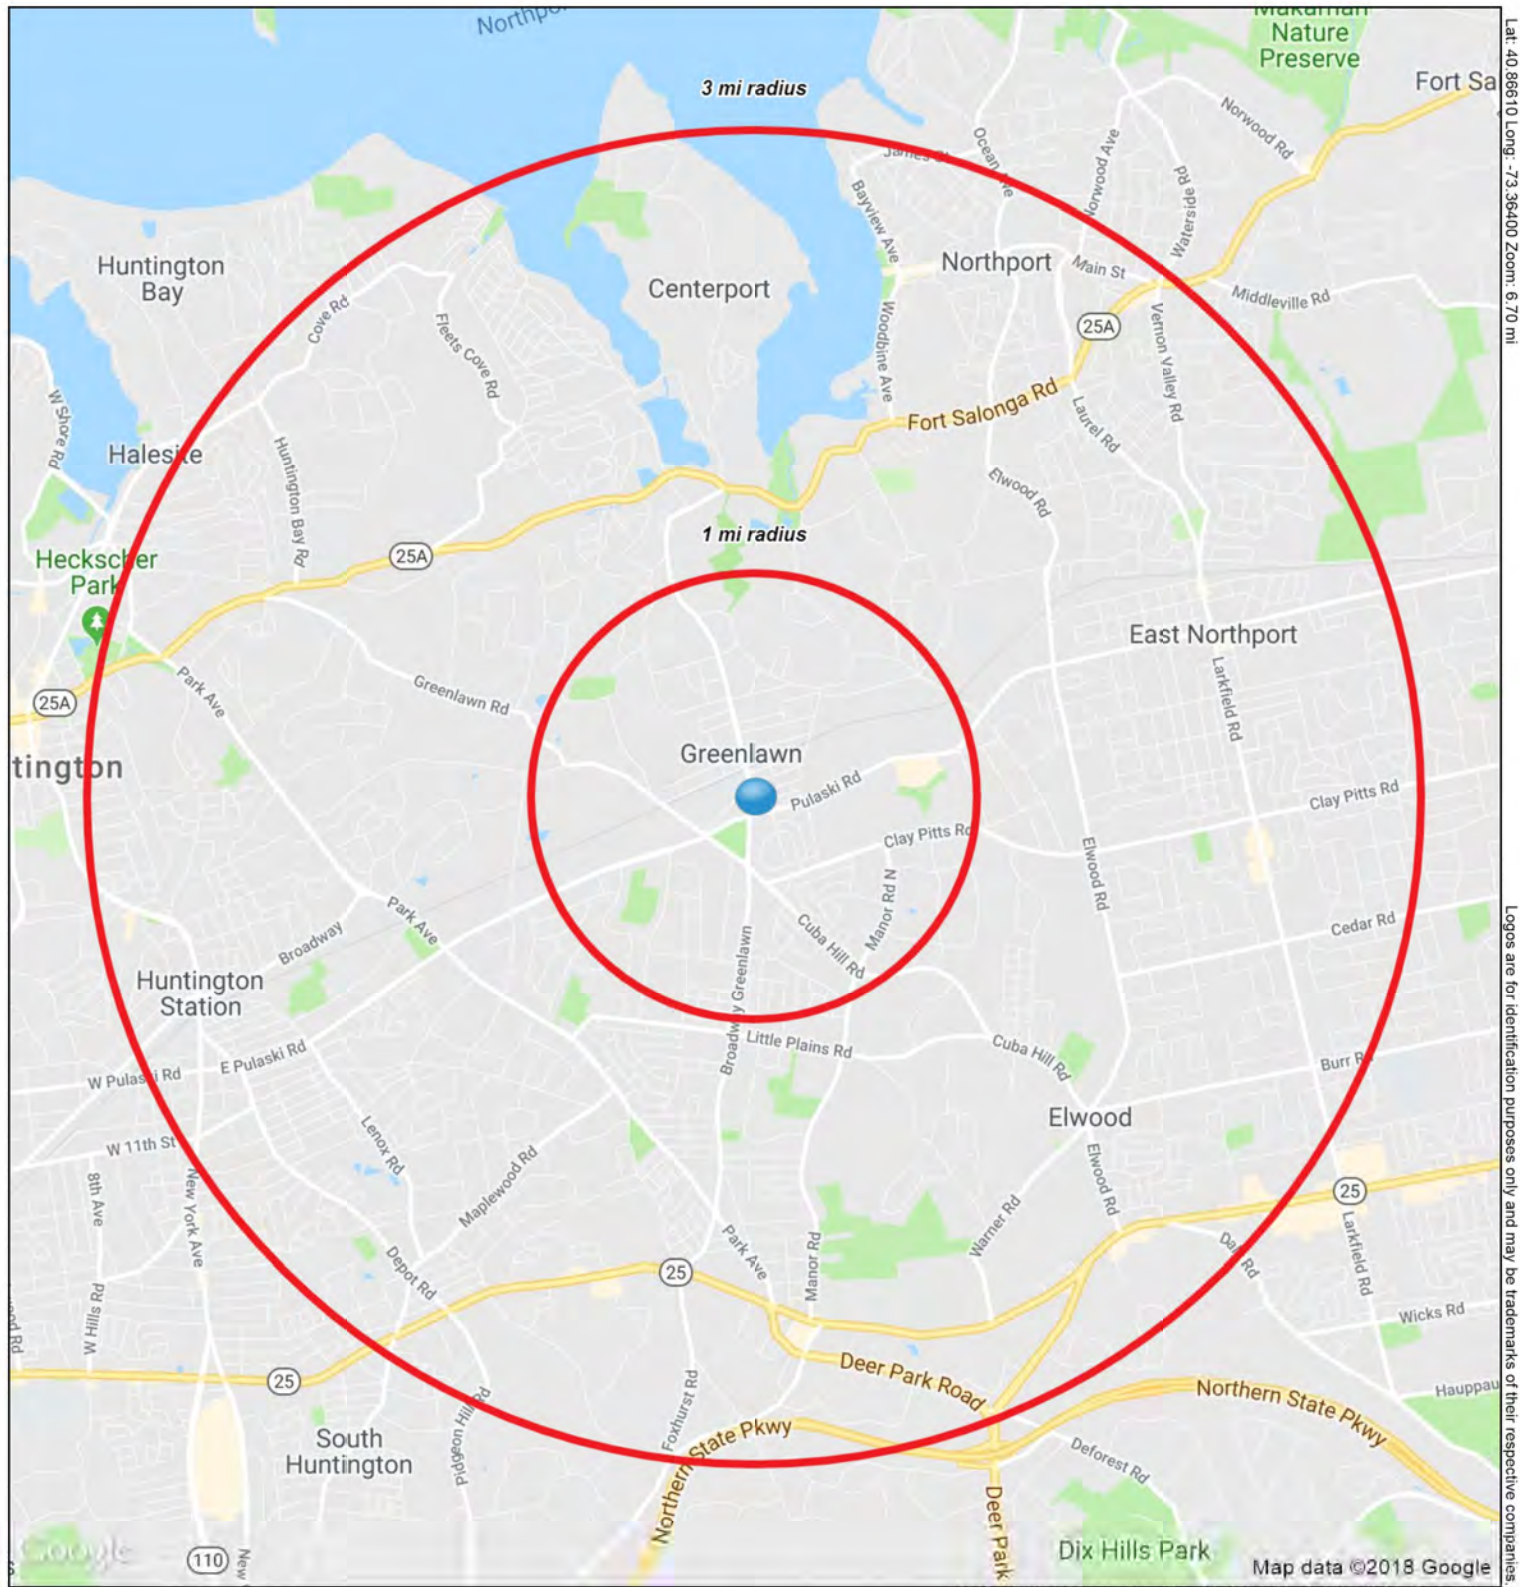 Northpo
Makamah
Nature
Preserve
Fort Sa
3 mi radius
Norwood Rd
Ocean Ave
Norwood Ave
James St
Waterside Rd
Bayview Ave
Huntington
Bay
Northport
Main St
Centerport
Middleville Rd
Cove Rd
Fleets Cove Rd
Woodbine Ave
25A
Vernon Valley Rd
Fort Salonga Rd
W Shore Rd
Laurel Rd
Halesite
Huntington Bay Rd
Elwood Rd
1 mi radius
25A
Heckscher
Park
East Northport
Park Ave
Greenlawn Rd
25A
Larkfield Rd
Greenlawn
tington
Pulaski Rd
Clay Pitts Rd
Clay Pitts Rd
Elwood Rd
Manor Rd N
Park Ave
Broadway
Cuba Hill Rd
Cedar Rd
Huntington
Station
Broadway Greenlawn
Little Plains Rd
Cuba Hill Rd
E Pulaski Rd
W Pulaski Rd
Burr Rd
Elwood
Lenox Rd
W 11th St
Maplewood Rd
8th Ave
New York Ave
Elwood Rd
25
Warner Rd
Park Ave
Manor Rd
Larkfield Rd
Depot Rd
25
W Hills Rd
ood Rd
Wicks Rd
25
Deer Park Road
Northern State Pkwy
Hauppau
Foxhurst Rd
Pidgeon Hill Rd
Northern State Pkwy
South
Huntington
Deforest Rd
Deer Park
Dix Hills Park
110
New
Google
Map data ©2018 Google
Lat: 40.86610 Long: -73.36400 Zoom: 6.70 mi
Logos are for identification purposes only and may be trademarks of their respective companies.